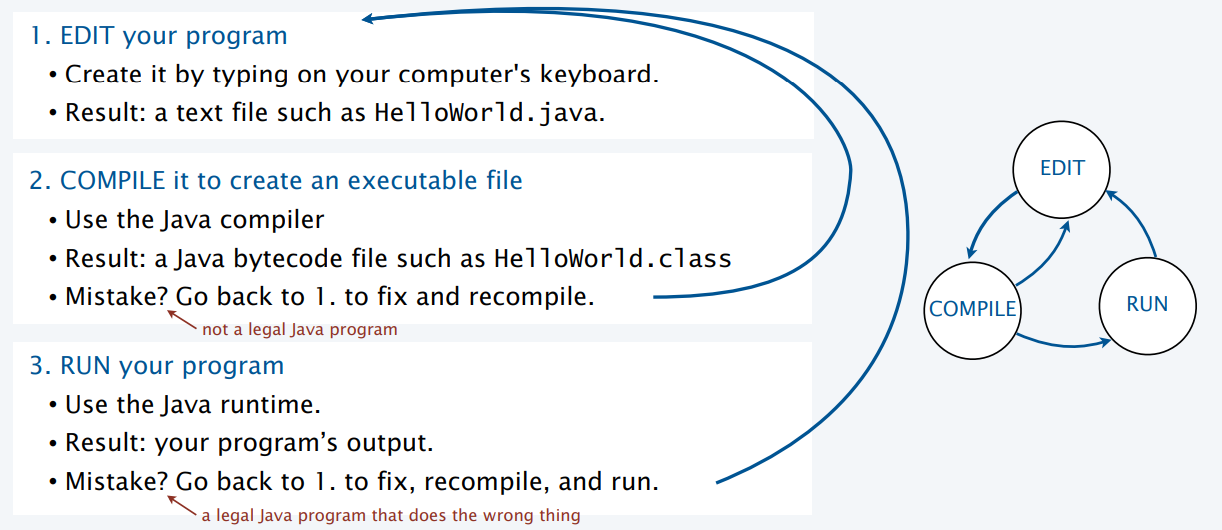 1. EDIT your program
• Create it by typing on your computer's keyboard.
• Result: a text file such as HelloWorld.java.
2. COMPILE it to create an executable file
• Use the Java compiler
• Result: a Java bytecode file such as HelloWorld.class
• Mistake? Go back to 1. to fix and recompile.
not a legal Java program
3. RUN your program
• Use the Java runtime.
• Result: your program’s output.
• Mistake? Go back to 1. to fix, recompile, and run.
a legal Java program that does the wrong thing
EDIT
COMPILE
RUN